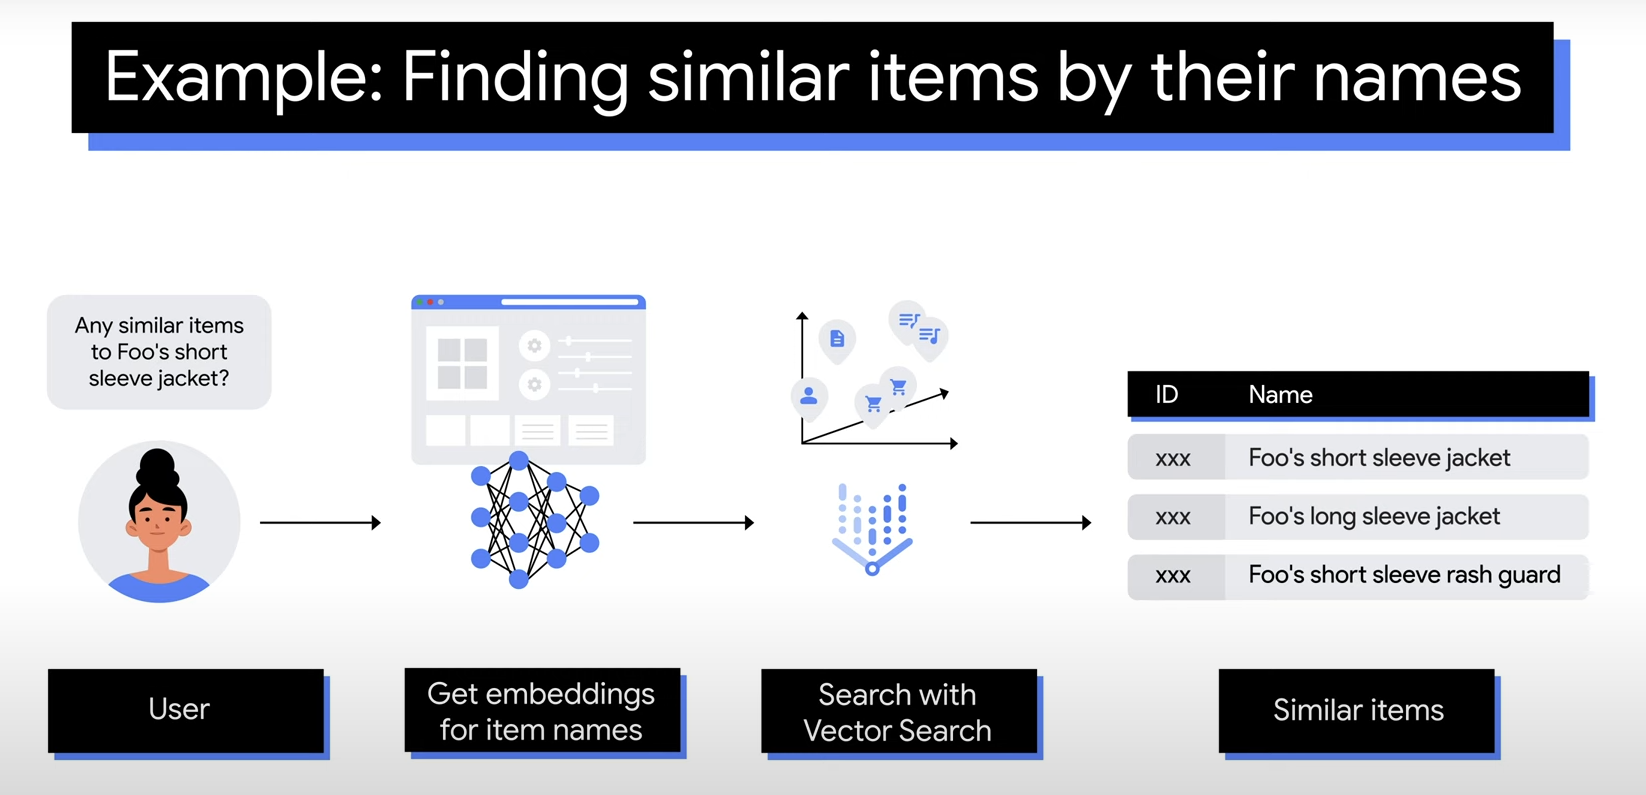 Example: Finding similar items by their names
Any similar items
to Foo's short
sleeve jacket?
ID Name
xxx Foo's short sleeve jacket
xxx Foo's long sleeve jacket
xxx Foo's short sleeve rash guard
User
Get embeddings
for item names
Search with
Vector Search
Similar items